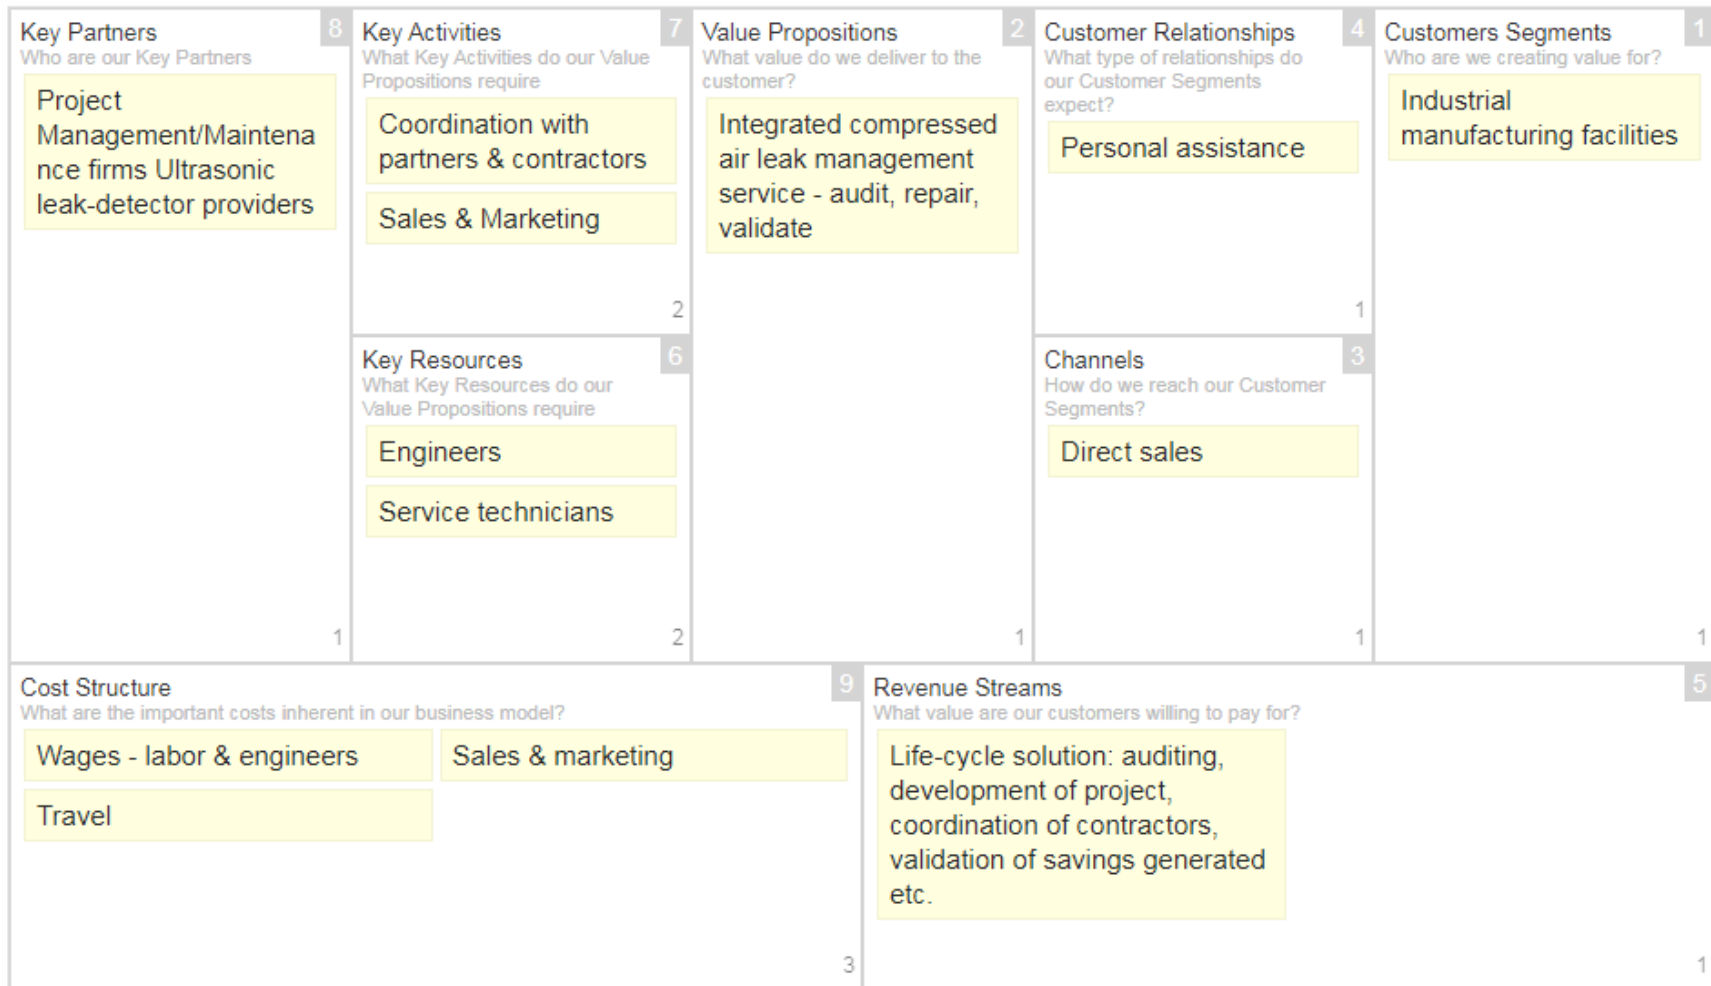 Key Partners
8
Who are our Key Partners
Project
Management/Maintena
nce firms Ultrasonic
leak-detector providers
1
Key Activities
7
What Key Activities do our Value
Propositions require
Coordination with
partners & contractors
Sales & Marketing
2
Key Resources
6
What Key Resources do our
Value Propositions require
Engineers
Service technicians
2
Value Propositions
2
What value do we deliver to the
customer?
Integrated compressed
air leak management
service - audit, repair,
validate
1
Customer Relationships
4
What type of relationships do
our Customer Segments
expect?
Personal assistance
1
Channels
3
How do we reach our Customer
Segments?
Direct sales
1
Customers Segments
1
Who are we creating value for?
Industrial
manufacturing facilities
1
Cost Structure
9
What are the important costs inherent in our business model?
Wages - labor & engineers
Sales & marketing
Travel
3
Revenue Streams
5
What value are our customers willing to pay for?
Life-cycle solution: auditing,
development of project,
coordination of contractors,
validation of savings generated
etc.
1